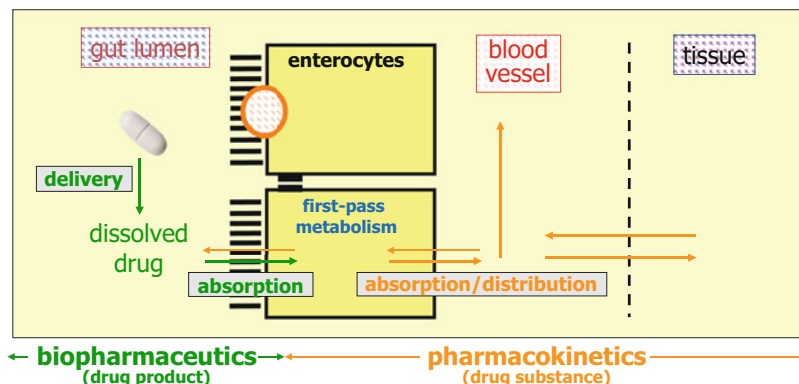 gut lumen
enterocytes
blood
vessel
tissue
delivery
dissolved
drug
first-pass
metabolism
absorption
absorption/distribution
biopharmaceutics
(drug product)
pharmacokinetics
(drug substance)